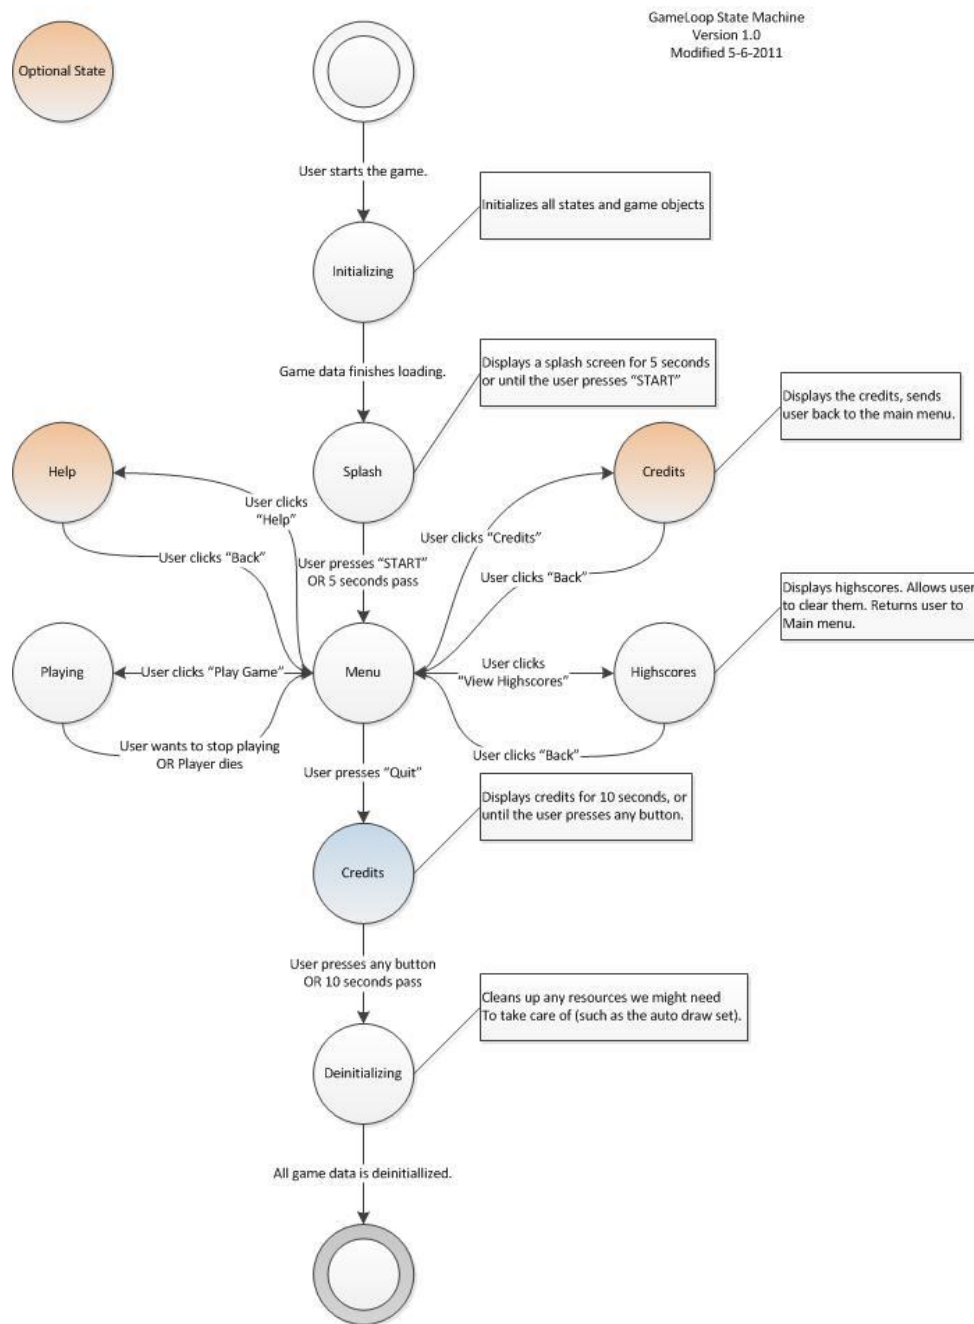 GameLoop State Machine
Version 1.0
Modified 5-6-2011
Optional State
User starts the game.
Initializes all states and game objects
Initializing
Game data finishes loading.
Displays a splash screen for 5 seconds
or until the user presses “START”
Displays the credits, sends
user back to the main menu.
Help
Splash
Credits
User clicks
“Help”
User clicks “Credits”
User clicks “Back”
User presses “START”
OR 5 seconds pass
User clicks “Back”
Displays highscores. Allows user
to clear them. Returns user to
Main menu.
Playing
User clicks “Play Game”
Menu
User clicks
“View Highscores”
Highscores
User wants to stop playing
OR Player dies
User clicks “Back”
User presses “Quit”
Displays credits for 10 seconds, or
until the user presses any button.
Credits
User presses any button
OR 10 seconds pass
Cleans up any resources we might need
To take care of (such as the auto draw set).
Deinitializing
All game data is deinitiallized.